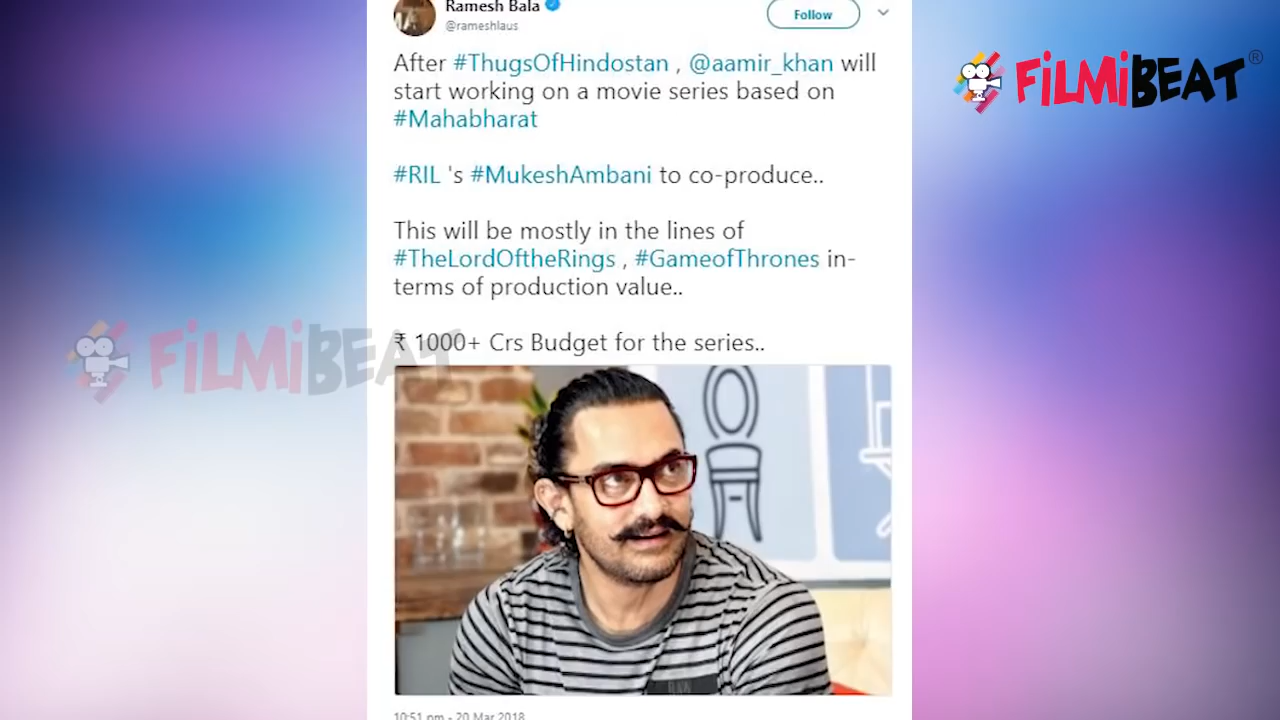 Ramesh Bala
@rameshlaus
Follow
FiLMiBEAT®
After #ThugsOfHindostan , @aamir_khan will
start working on a movie series based on
#Mahabharat
#RIL 's #MukeshAmbani to co-produce..
This will be mostly in the lines of
#TheLordOftheRings , #GameofThrones in-
terms of production value..
₹ 1000+ Crs Budget for the series..
FiLMiBEAT
10:51 pm - 20 Mar 2018